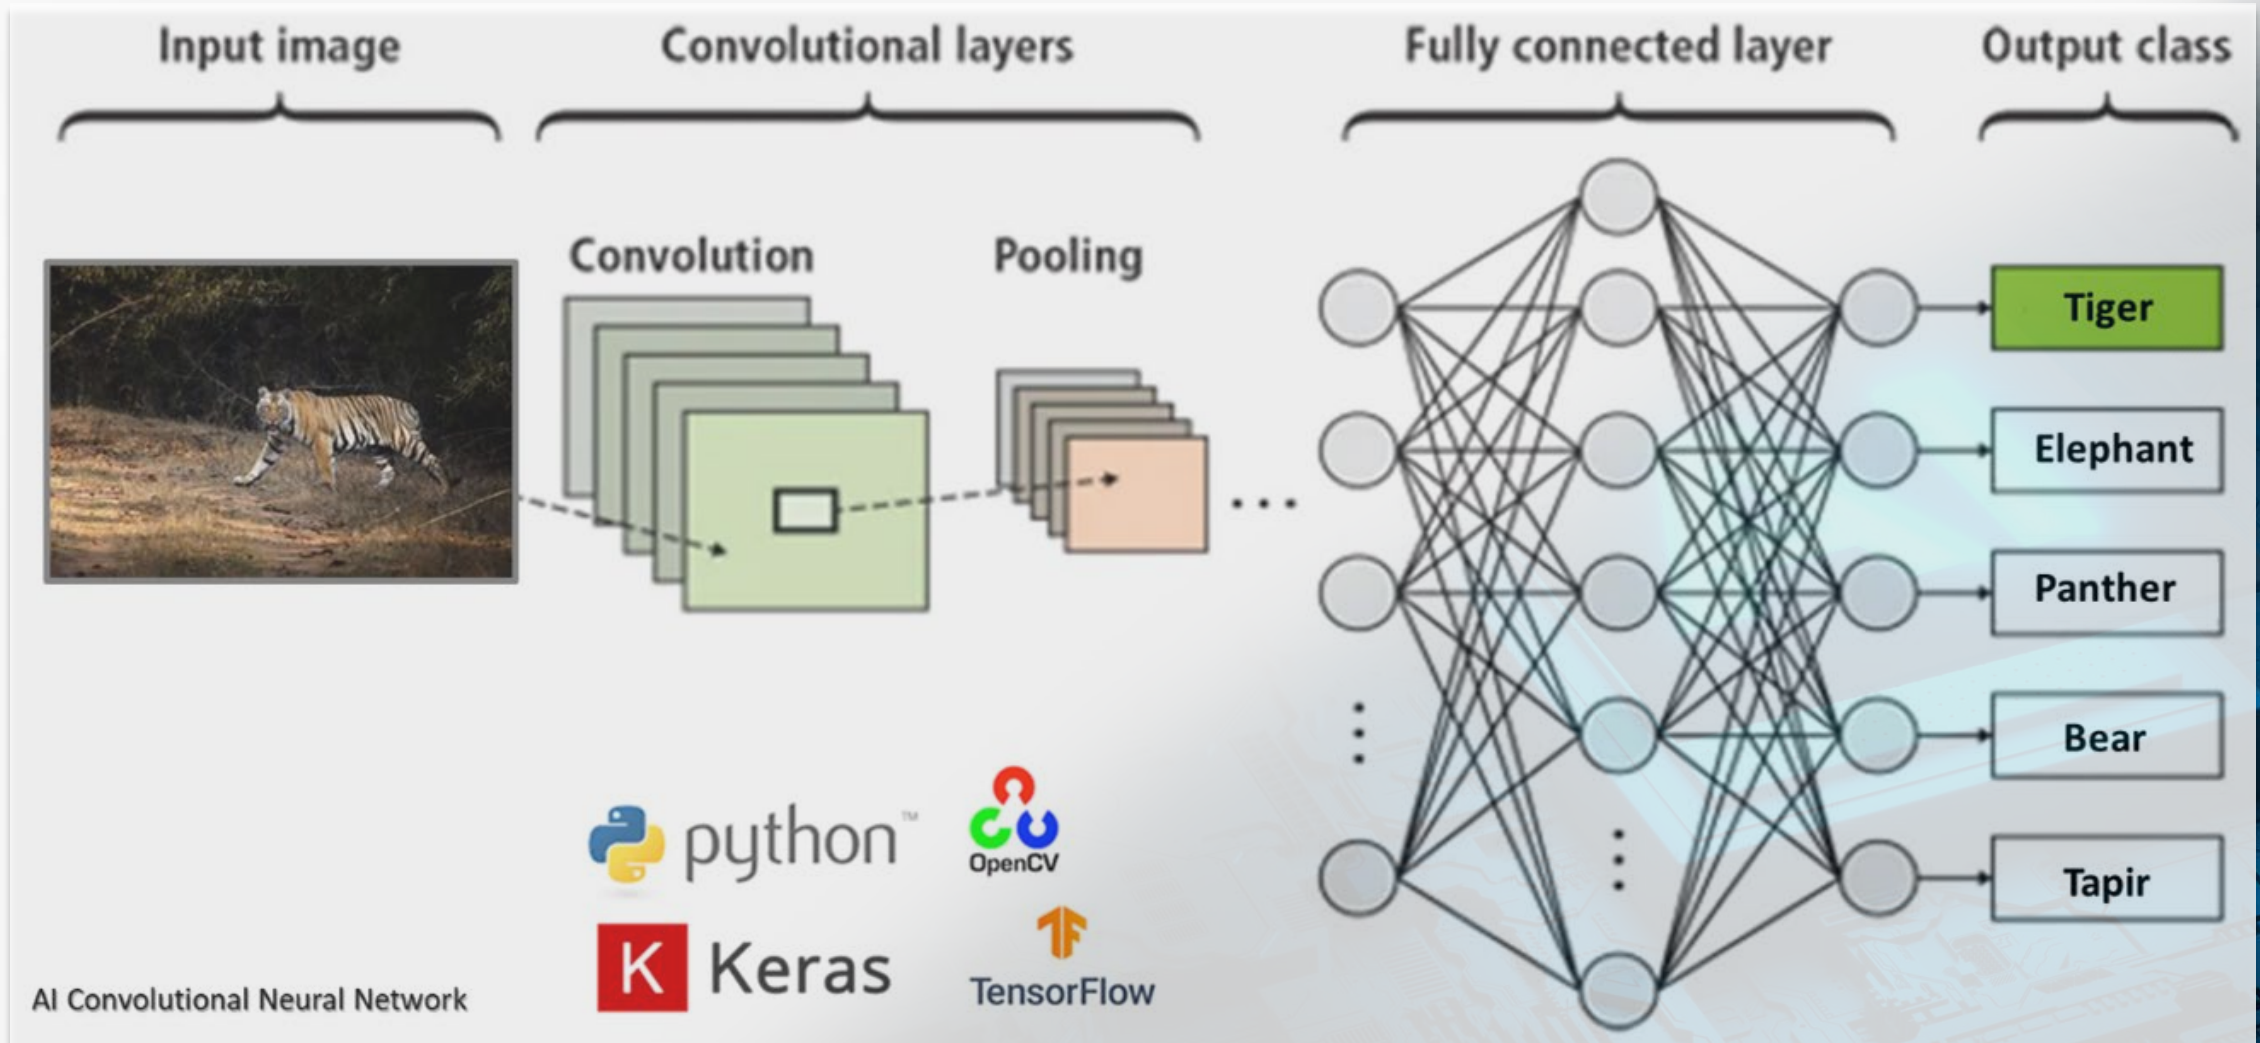 Input image
Convolutional layers
Fully connected layer
Output class
Convolution
Pooling
Tiger
Elephant
Panther
Bear
Tapir
python™
OpenCV
K Keras
TensorFlow
AI Convolutional Neural Network